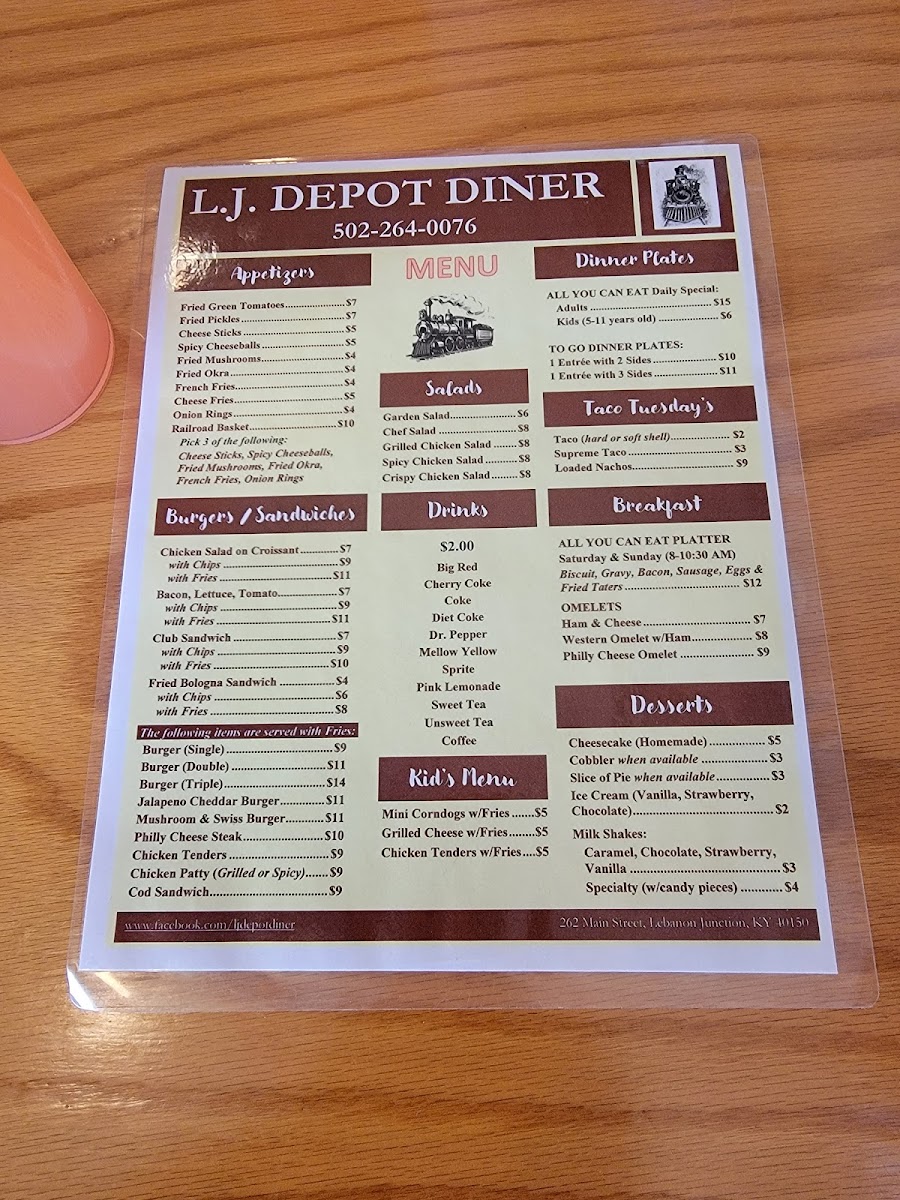 L.J. DEPOT DINER
502-264-0076
MENU
Appetizers
Fried Green Tomatoes....................$7
Fried Pickles....................$7
Cheese Sticks....................$5
Spicy Cheeseballs....................$5
Fried Mushrooms....................$4
Fried Okra....................$4
French Fries....................$4
Cheese Fries....................$5
Onion Rings....................$4
Railroad Basket....................$10
Pick 3 of the following:
Cheese Sticks, Spicy Cheeseballs,
Fried Mushrooms, Fried Okra,
French Fries, Onion Rings
Burgers / Sandwiches
Chicken Salad on Croissant............$7
with Chips ....................$9
with Fries ....................$11
Bacon, Lettuce, Tomato....................$7
with Chips ....................$9
with Fries ....................$11
Club Sandwich ....................$7
with Chips ....................$9
with Fries ....................$10
Fried Bologna Sandwich ............$4
with Chips ....................$6
with Fries ....................$8
The following items are served with Fries:
Burger (Single) ....................$9
Burger (Double) ....................$11
Burger (Triple)....................$14
Jalapeno Cheddar Burger............$11
Mushroom & Swiss Burger...........$11
Philly Cheese Steak....................$10
Chicken Tenders ....................$9
Chicken Patty (Grilled or Spicy).......$9
Cod Sandwich....................$9
Salads
Garden Salad....................$6
Chef Salad ....................$8
Grilled Chicken Salad ........$8
Spicy Chicken Salad..........$8
Crispy Chicken Salad.........$8
Drinks
$2.00
Big Red
Cherry Coke
Coke
Diet Coke
Dr. Pepper
Mellow Yellow
Sprite
Pink Lemonade
Sweet Tea
Unsweet Tea
Coffee
Kid's Menu
Mini Corndogs w/Fries .......$5
Grilled Cheese w/Fries........$5
Chicken Tenders w/Fries....$5
Dinner Plates
ALL YOU CAN EAT Daily Special:
Adults ....................$15
Kids (5-11 years old) ....................$6
TO GO DINNER PLATES:
1 Entrée with 2 Sides....................$10
1 Entrée with 3 Sides....................$11
Taco Tuesday's
Taco (hard or soft shell)....................$2
Supreme Taco....................$3
Loaded Nachos....................$9
Breakfast
ALL YOU CAN EAT PLATTER
Saturday & Sunday (8-10:30 AM)
Biscuit, Gravy, Bacon, Sausage, Eggs &
Fried Taters ....................$12
OMELETS
Ham & Cheese....................$7
Western Omelet w/Ham....................$8
Philly Cheese Omelet ....................$9
Desserts
Cheesecake (Homemade)................$5
Cobbler when available ....................$3
Slice of Pie when available...............$3
Ice Cream (Vanilla, Strawberry,
Chocolate)....................$2
Milk Shakes:
Caramel, Chocolate, Strawberry,
Vanilla ....................$3
Specialty (w/candy pieces) ............$4
www.facebook.com/ljdepotdiner
262 Main Street, Lebanon Junction, KY 40150